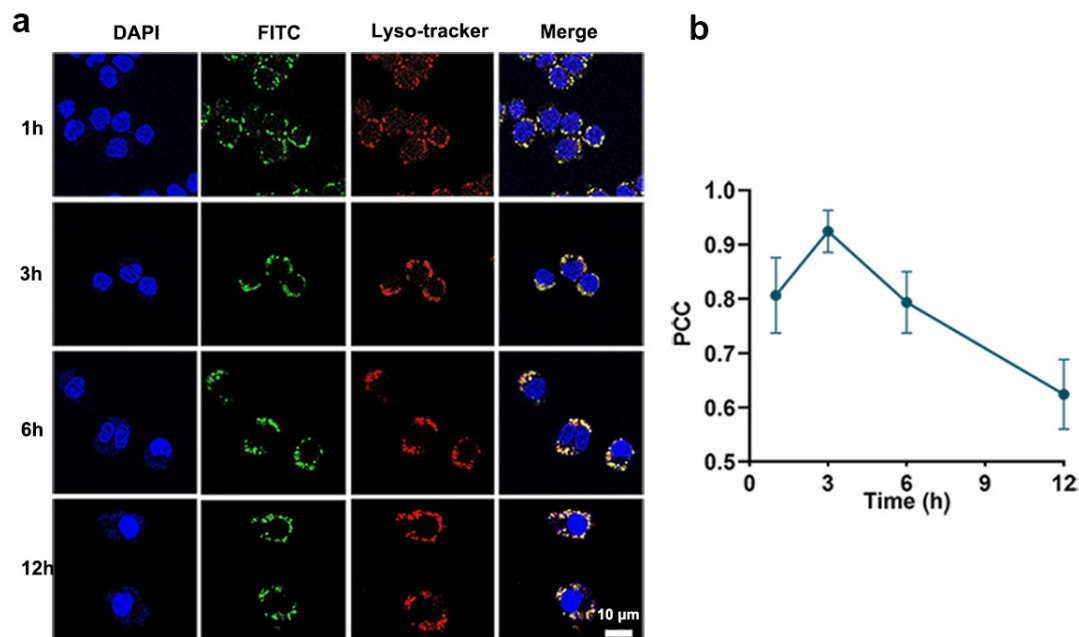 a
DAPI FITC Lyso-tracker Merge
1h
3h
6h
12h
10 µm
b
1.0
0.9
0.8
0.7
0.6
0.5
PCC
0 3 6 9 12
Time (h)